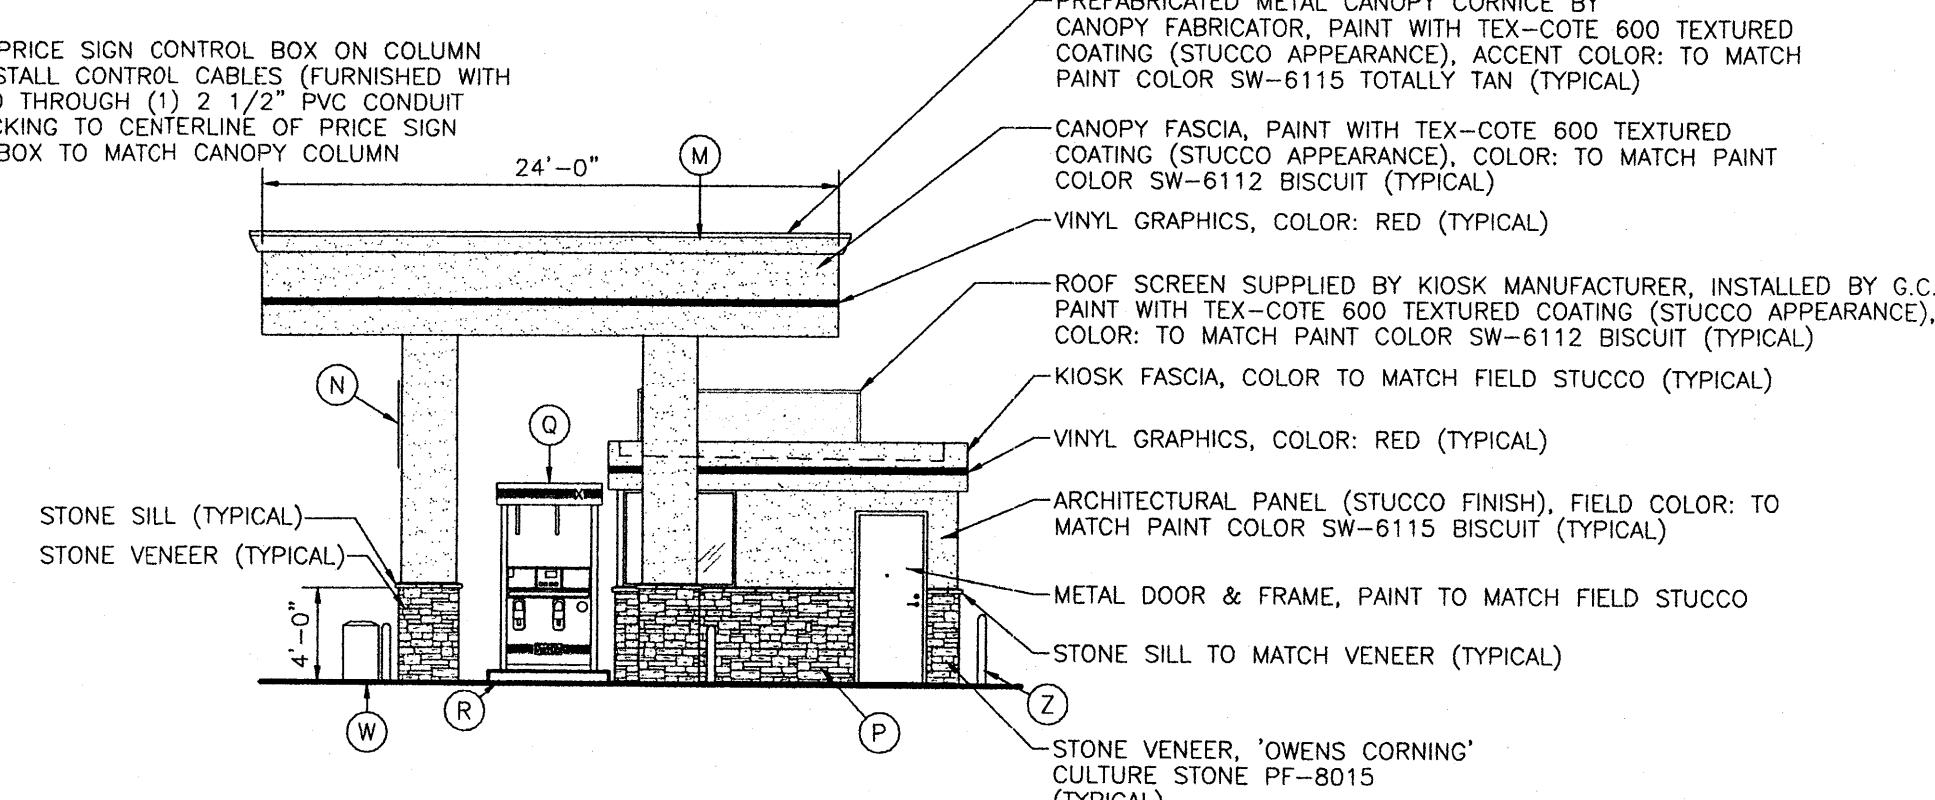 PRICE SIGN CONTROL BOX ON COLUMN
STALL CONTROL CABLES (FURNISHED WITH
THROUGH (1) 2 1/2" PVC CONDUIT
CKING TO CENTERLINE OF PRICE SIGN
BOX TO MATCH CANOPY COLUMN
24'-0"
M
N
Q
STONE SILL (TYPICAL)
STONE VENEER (TYPICAL)
4'-0"
W
R
P
Z
PREFABRICATED METAL CANOPY CORNICE BY
CANOPY FABRICATOR, PAINT WITH TEX-COTE 600 TEXTURED
COATING (STUCCO APPEARANCE), ACCENT COLOR: TO MATCH
PAINT COLOR SW-6115 TOTALLY TAN (TYPICAL)
CANOPY FASCIA, PAINT WITH TEX-COTE 600 TEXTURED
COATING (STUCCO APPEARANCE), COLOR: TO MATCH PAINT
COLOR SW-6112 BISCUIT (TYPICAL)
VINYL GRAPHICS, COLOR: RED (TYPICAL)
ROOF SCREEN SUPPLIED BY KIOSK MANUFACTURER, INSTALLED BY G.C.
PAINT WITH TEX-COTE 600 TEXTURED COATING (STUCCO APPEARANCE),
COLOR: TO MATCH PAINT COLOR SW-6112 BISCUIT (TYPICAL)
KIOSK FASCIA, COLOR TO MATCH FIELD STUCCO (TYPICAL)
VINYL GRAPHICS, COLOR: RED (TYPICAL)
ARCHITECTURAL PANEL (STUCCO FINISH), FIELD COLOR: TO
MATCH PAINT COLOR SW-6115 BISCUIT (TYPICAL)
METAL DOOR & FRAME, PAINT TO MATCH FIELD STUCCO
STONE SILL TO MATCH VENEER (TYPICAL)
STONE VENEER, 'OWENS CORNING'
CULTURE STONE PF-8015
(TYPICAL)